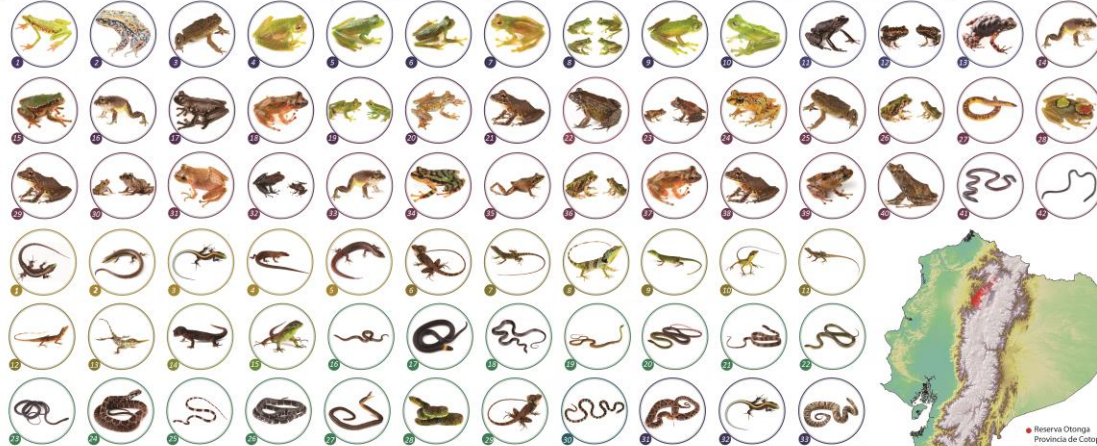 1 2 3 4 5 6 7 8 9 10 11 12 13 14
15 16 17 18 19 20 21 22 23 24 25 26 27 28
29 30 31 32 33 34 35 36 37 38 39 40 41 42
1 2 3 4 5 6 7 8 9 10 11
12 13 14 15 16 17 18 19 20 21 22
23 24 25 26 27 28 29 30 31 32 33
Reserva Otonga
Provincia de Cotop